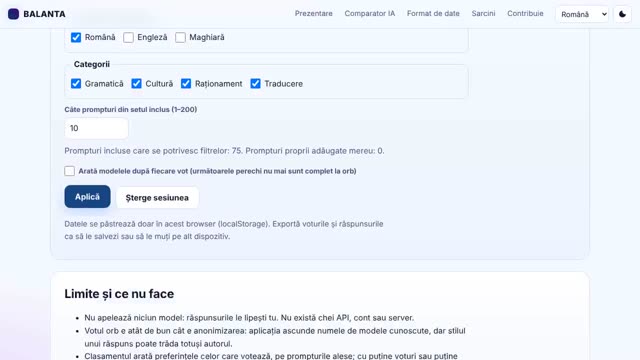 BALANTA Prezentare Comparator IA Format de date Sarcini Contribuie Română
Română Engleză Maghiară
Categorii
Gramatică Cultură Raționament Traducere
Câte prompturi din setul inclus (1–200)
10
Prompturi incluse care se potrivesc filtrelor: 75. Prompturi proprii adăugate mereu: 0.
Arată modelele după fiecare vot (următoarele perechi nu mai sunt complet la orb)
Aplică Șterge sesiunea
Datele se păstrează doar în acest browser (localStorage). Exportă voturile și răspunsurile
ca să le salvezi sau să le muți pe alt dispozitiv.
Limite și ce nu face
Nu apelează niciun model: răspunsurile le lipești tu. Nu există chei API, cont sau server.
Votul orb e atât de bun cât e anonimizarea: aplicația ascunde numele de modele cunoscute, dar stilul
unui răspuns poate trăda totuși autorul.
Clasamentul arată preferințele celor care votează, pe prompturile alese; cu puține voturi sau puține